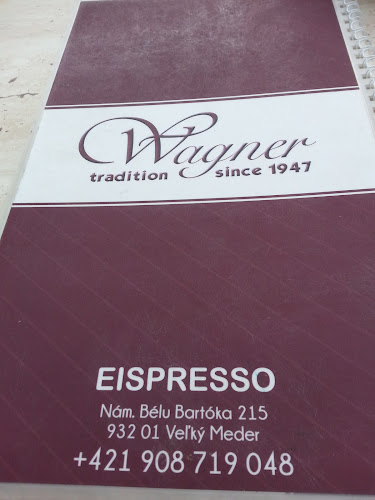 Wagner
tradition since 1947
EISPRESSO
Nám. Bélu Bartóka 215
932 01 Veľký Meder
+421 908 719 048